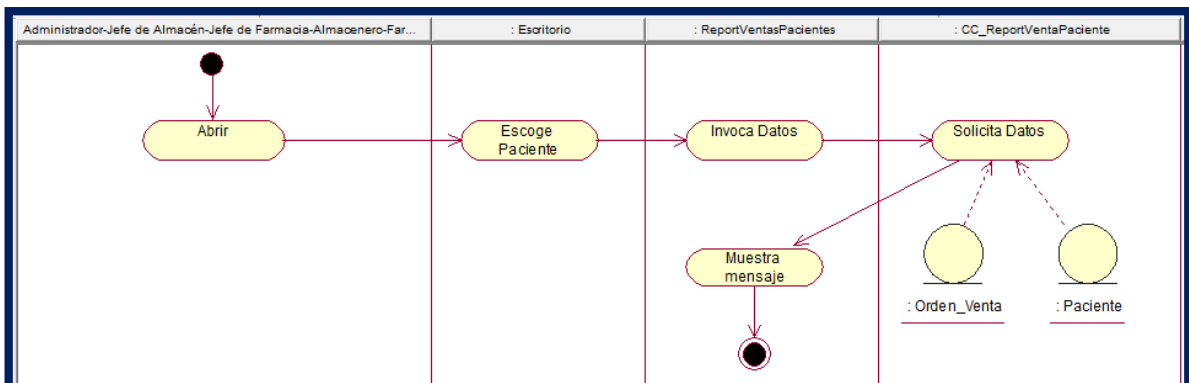 Administrador-Jefe de Almacén-Jefe de Farmacia-Almacenero-Far...
: Escritorio
: ReportVentasPacientes
: CC_ReportVentaPaciente
Abrir
Escoge
Paciente
Invoca Datos
Solicita Datos
Muestra
mensaje
: Orden_Venta
: Paciente